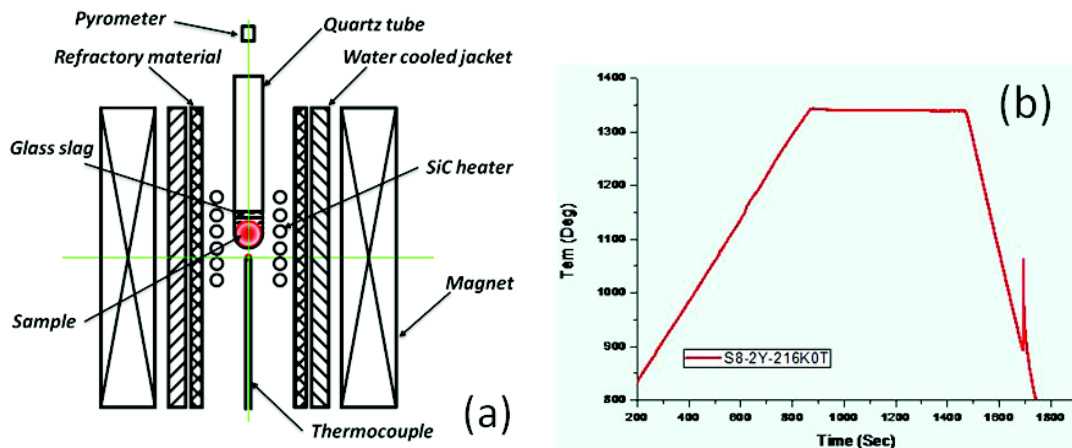 Pyrometer
Quartz tube
Refractory material
Water cooled jacket
Glass slag
SiC heater
Magnet
Sample
Thermocouple
(a)
(b)
1400
1300
1200
1100
1000
900
800
Tem (Deg)
S8-2Y-216K0T
200
400
600
800
1000
1200
1400
1600
1800
Time (Sec)